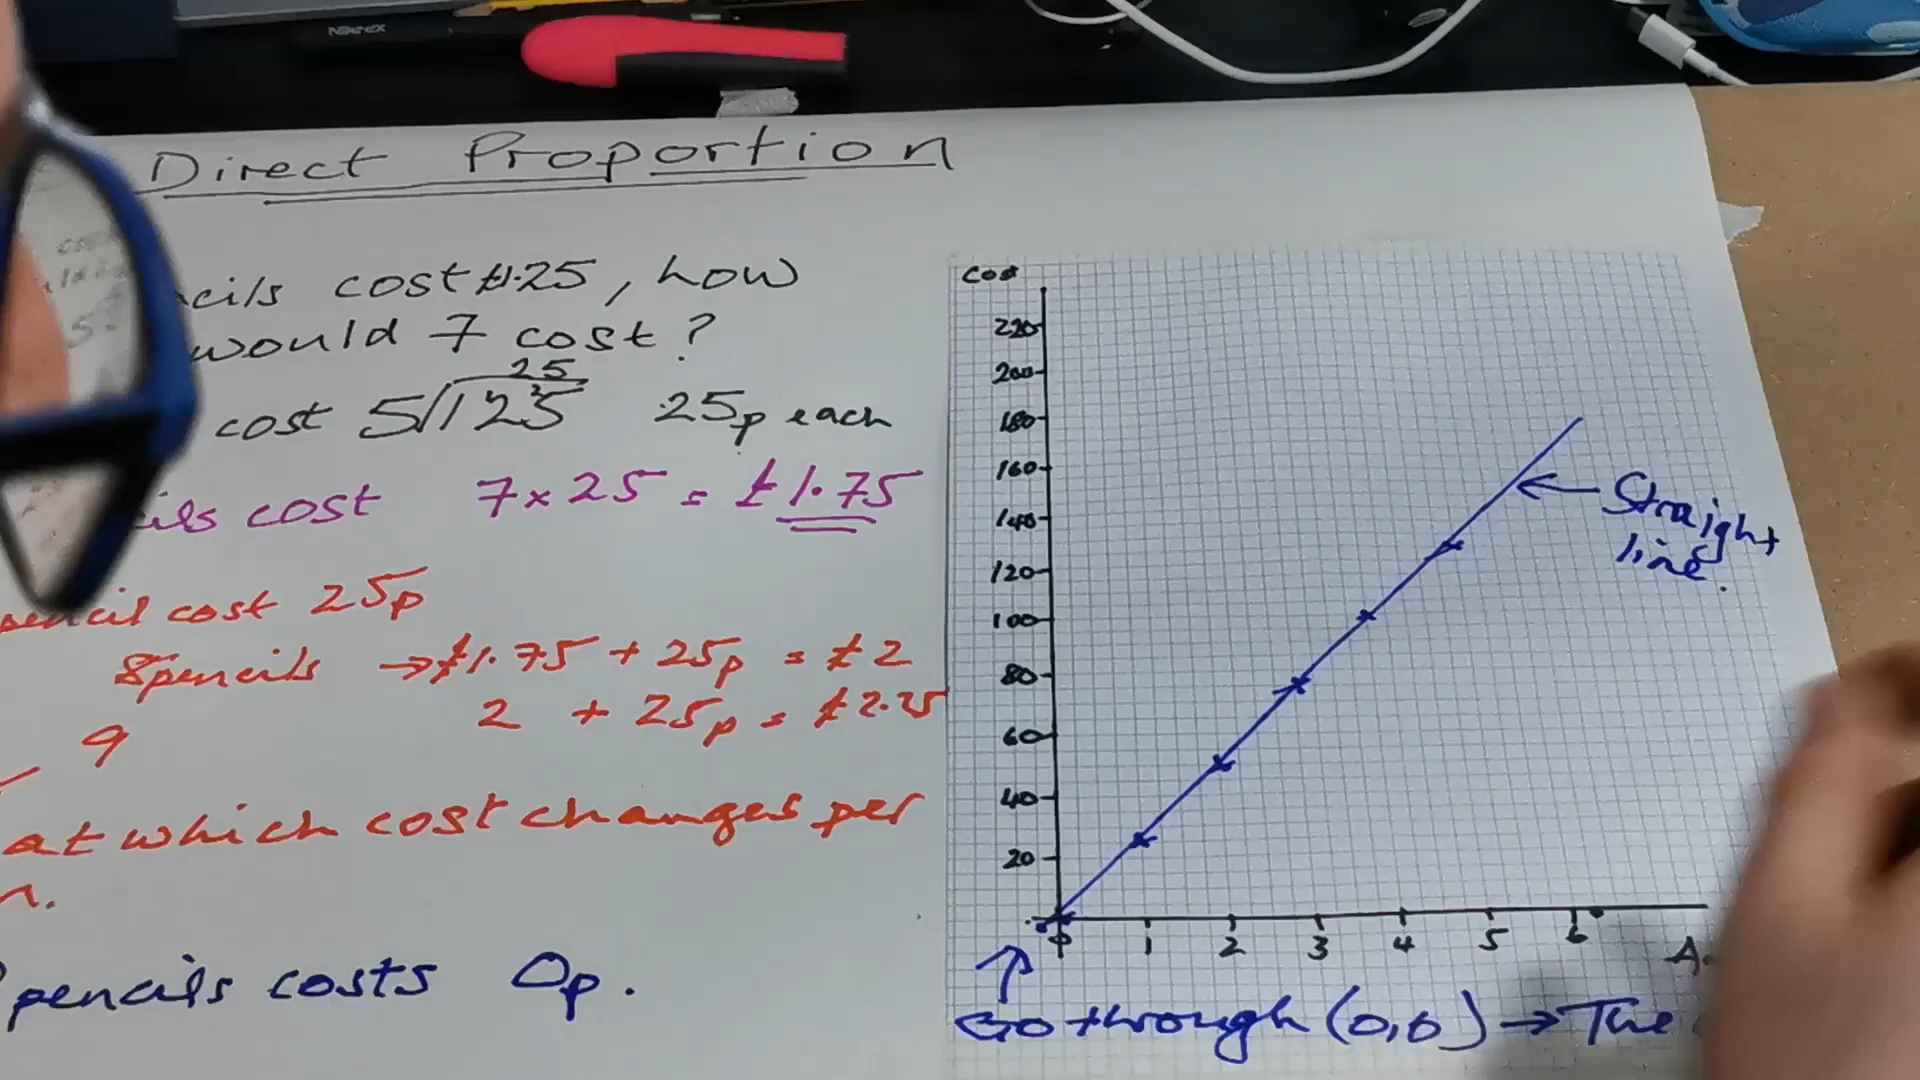 Direct Proportion
cils cost £1.25, how
would 7 cost?
25
cost 5√125 25p each
ils cost 7 × 25 = £1.75
pencil cost 25p
8 pencils → £1.75 + 25p = £2
9 2 + 25p = £2.25
at which cost changes per
n.
pencils costs 0p.
cost
220
200
180
160
140
120
100
80
60
40
20
0 1 2 3 4 5 6
Straight
line.
Go through (0,0) → The